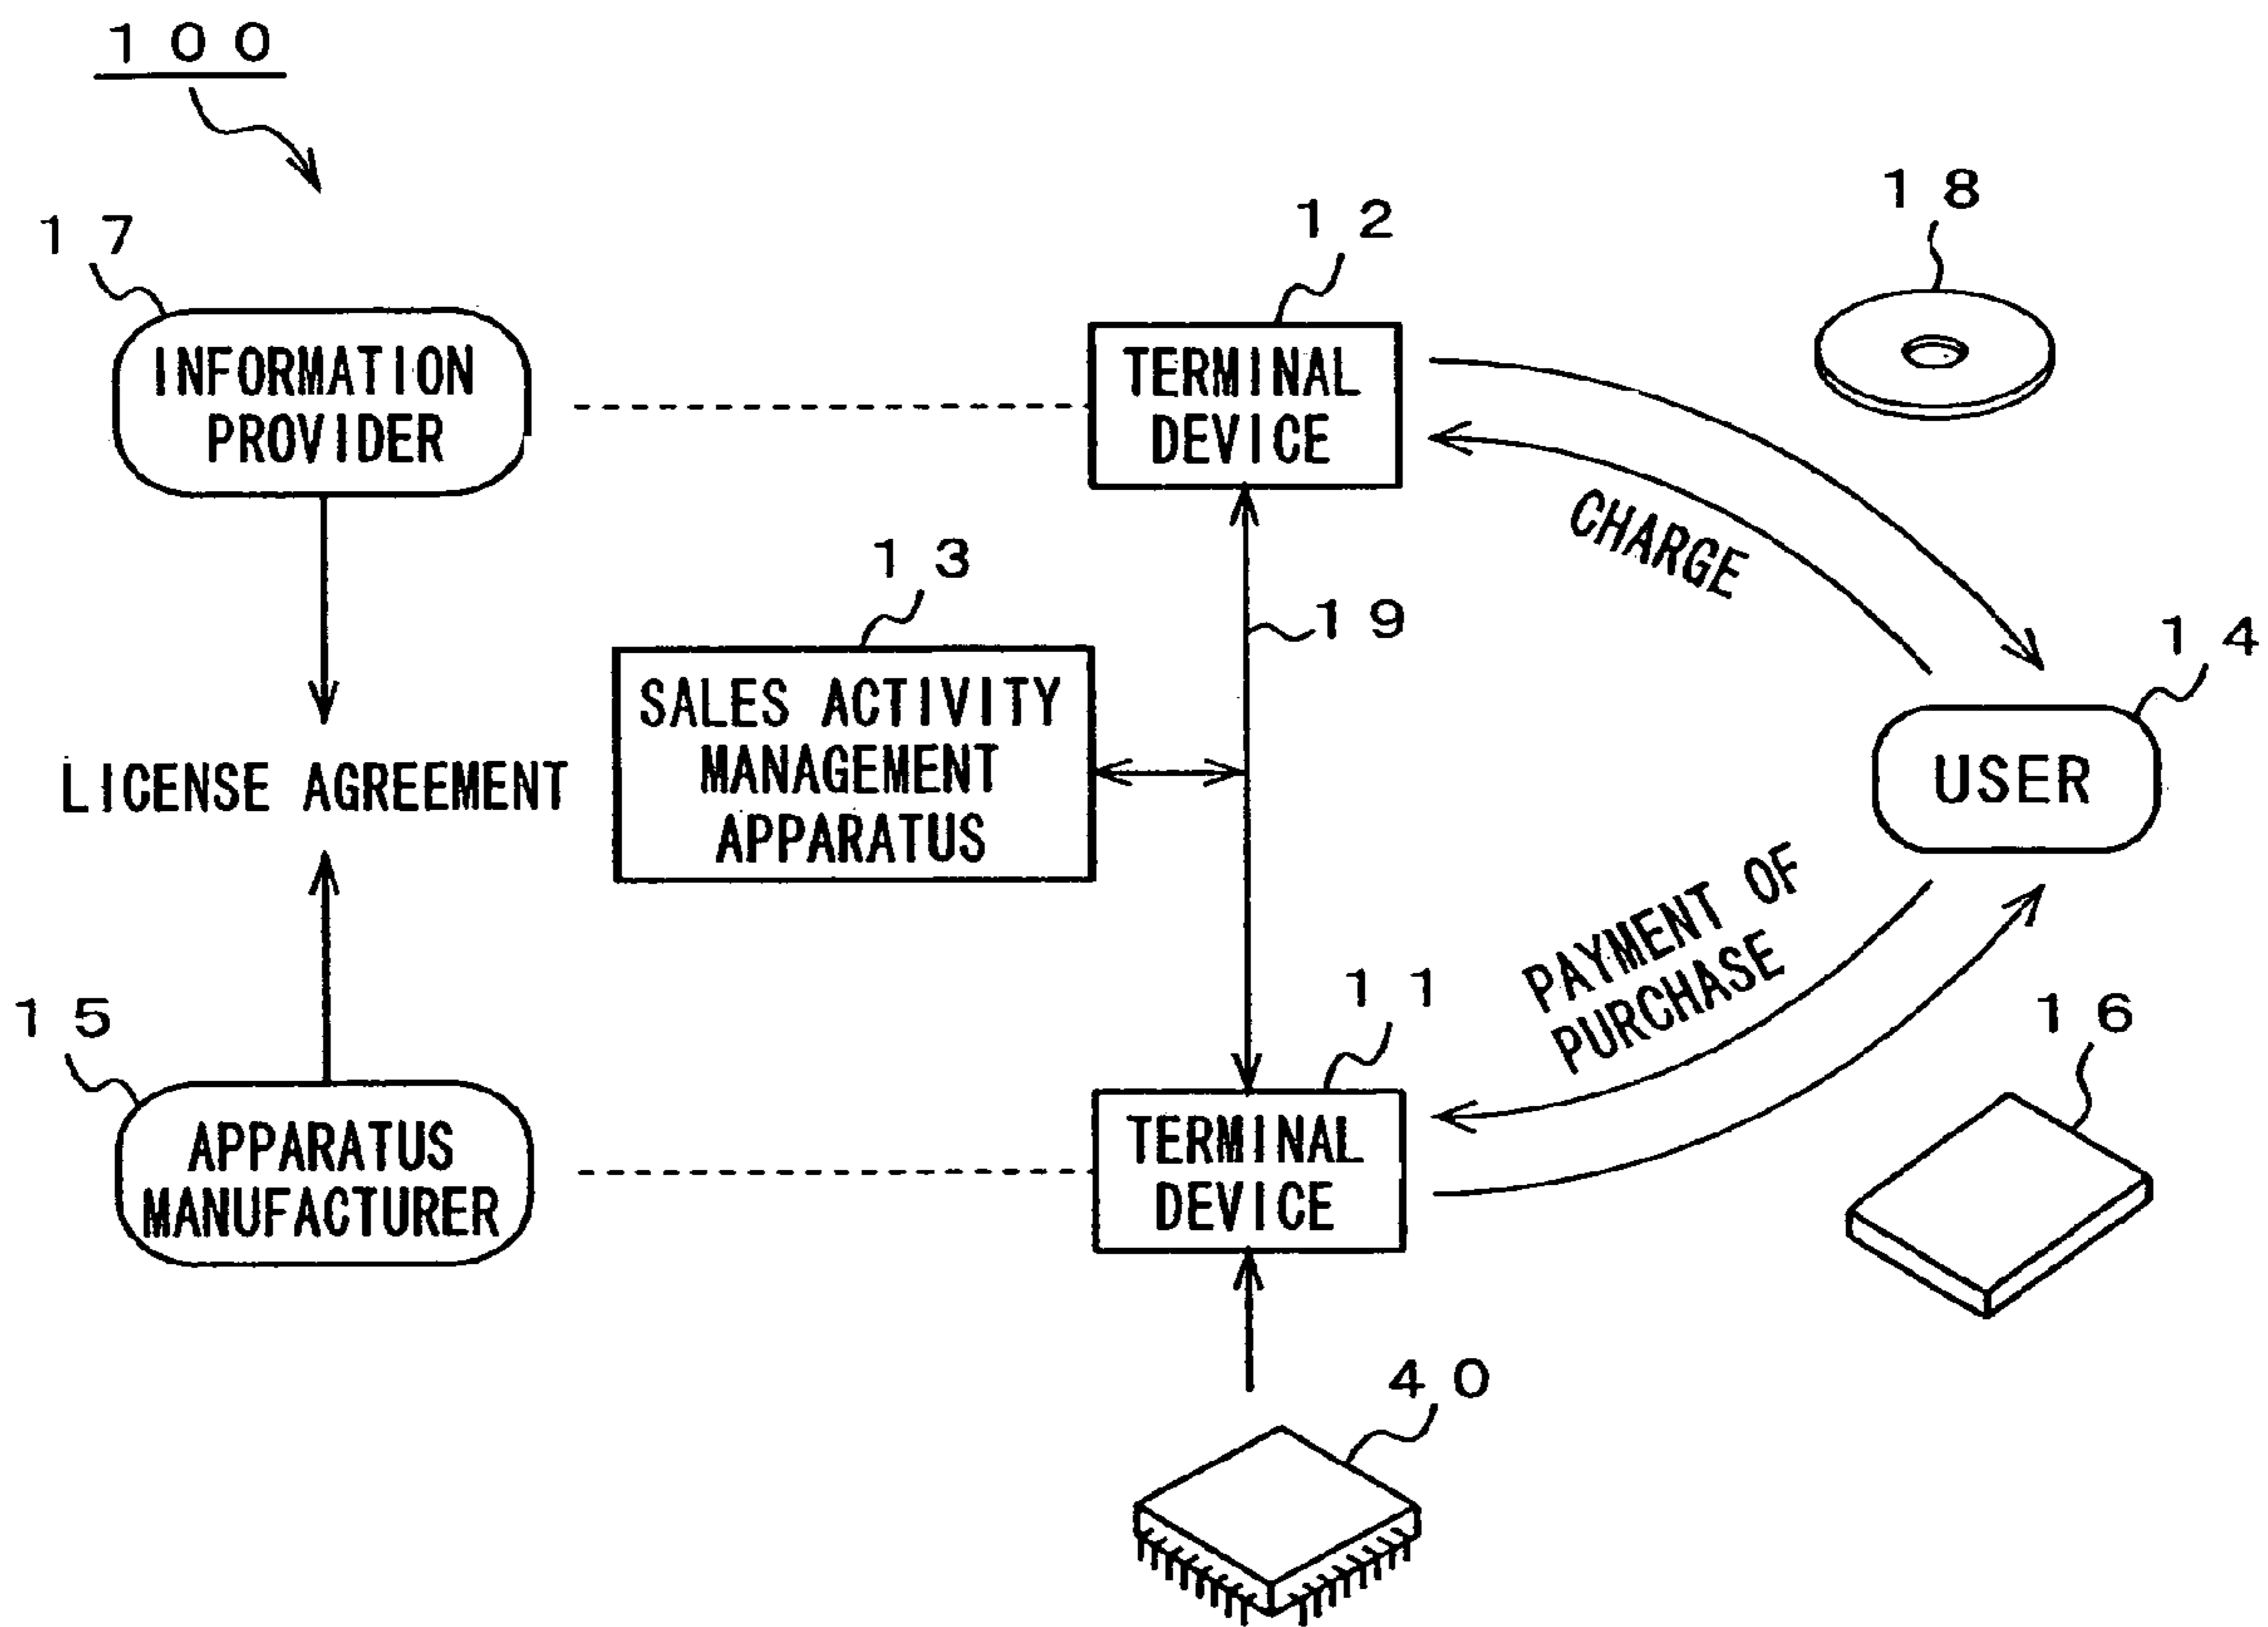 100
17
INFORMATION
PROVIDER
12
TERMINAL
DEVICE
18
CHARGE
13
SALES ACTIVITY
MANAGEMENT
APPARATUS
19
14
USER
LICENSE AGREEMENT
PAYMENT OF
PURCHASE
15
APPARATUS
MANUFACTURER
11
TERMINAL
DEVICE
16
40